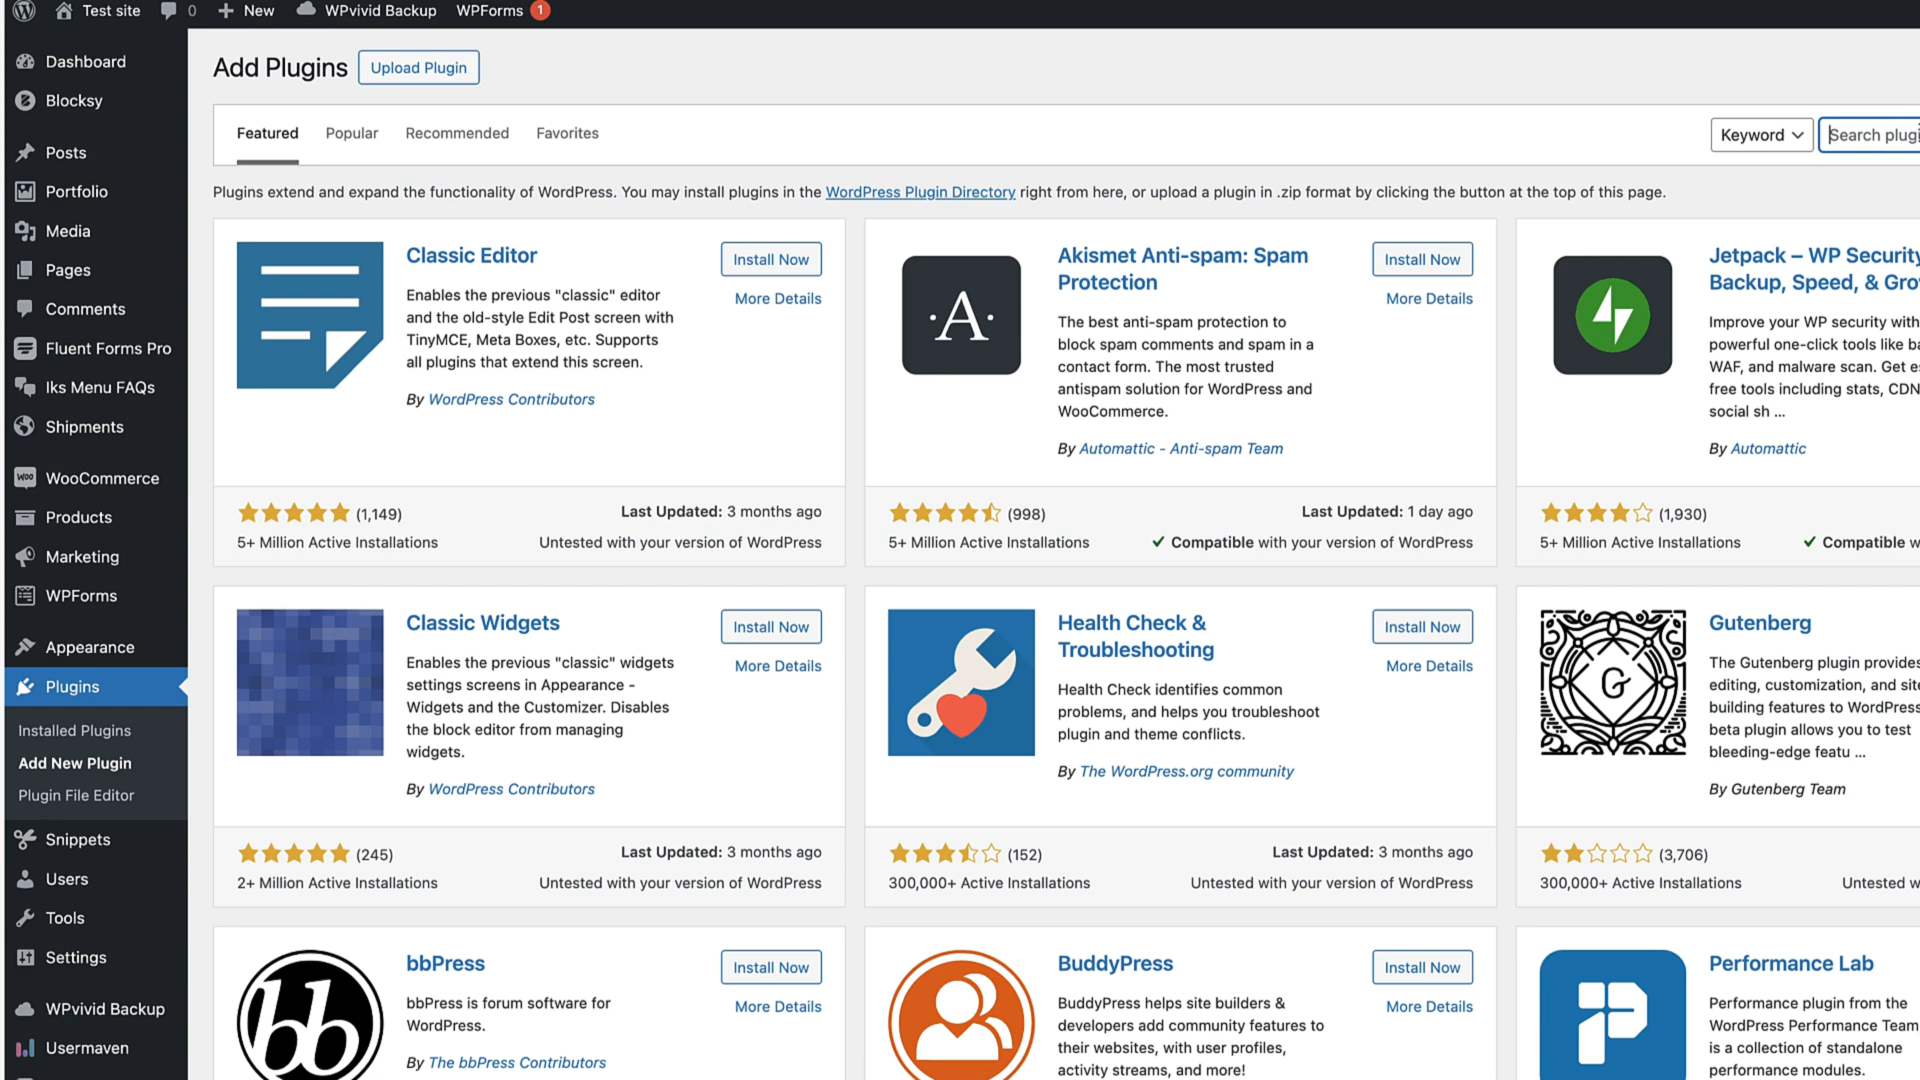 Test site
0
New
WPvivid Backup
WPForms
1
Dashboard
Blocksy
Posts
Portfolio
Media
Pages
Comments
Fluent Forms Pro
Iks Menu FAQs
Shipments
WooCommerce
Products
Marketing
WPForms
Appearance
Plugins
Installed Plugins
Add New Plugin
Plugin File Editor
Snippets
Users
Tools
Settings
WPvivid Backup
Usermaven
Add Plugins
Upload Plugin
Featured
Popular
Recommended
Favorites
Keyword
Search plugi
Plugins extend and expand the functionality of WordPress. You may install plugins in the WordPress Plugin Directory right from here, or upload a plugin in .zip format by clicking the button at the top of this page.
Classic Editor
Install Now
More Details
Enables the previous "classic" editor
and the old-style Edit Post screen with
TinyMCE, Meta Boxes, etc. Supports
all plugins that extend this screen.
By WordPress Contributors
(1,149)
Last Updated: 3 months ago
5+ Million Active Installations
Untested with your version of WordPress
·A·
Akismet Anti-spam: Spam
Protection
Install Now
More Details
The best anti-spam protection to
block spam comments and spam in a
contact form. The most trusted
antispam solution for WordPress and
WooCommerce.
By Automattic - Anti-spam Team
(998)
Last Updated: 1 day ago
5+ Million Active Installations
Compatible with your version of WordPress
Jetpack – WP Security
Backup, Speed, & Gro
Improve your WP security with
powerful one-click tools like ba
WAF, and malware scan. Get e
free tools including stats, CDN
social sh ...
By Automattic
(1,930)
5+ Million Active Installations
Compatible w
Classic Widgets
Install Now
More Details
Enables the previous "classic" widgets
settings screens in Appearance -
Widgets and the Customizer. Disables
the block editor from managing
widgets.
By WordPress Contributors
(245)
Last Updated: 3 months ago
2+ Million Active Installations
Untested with your version of WordPress
Health Check &
Troubleshooting
Install Now
More Details
Health Check identifies common
problems, and helps you troubleshoot
plugin and theme conflicts.
By The WordPress.org community
(152)
Last Updated: 3 months ago
300,000+ Active Installations
Untested with your version of WordPress
G
Gutenberg
The Gutenberg plugin provides
editing, customization, and site
building features to WordPress
beta plugin allows you to test
bleeding-edge featu ...
By Gutenberg Team
(3,706)
300,000+ Active Installations
Untested w
bb
bbPress
Install Now
More Details
bbPress is forum software for
WordPress.
By The bbPress Contributors
BuddyPress
Install Now
More Details
BuddyPress helps site builders &
developers add community features to
their websites, with user profiles,
activity streams, and more!
Performance Lab
Performance plugin from the
WordPress Performance Team
is a collection of standalone
performance modules.